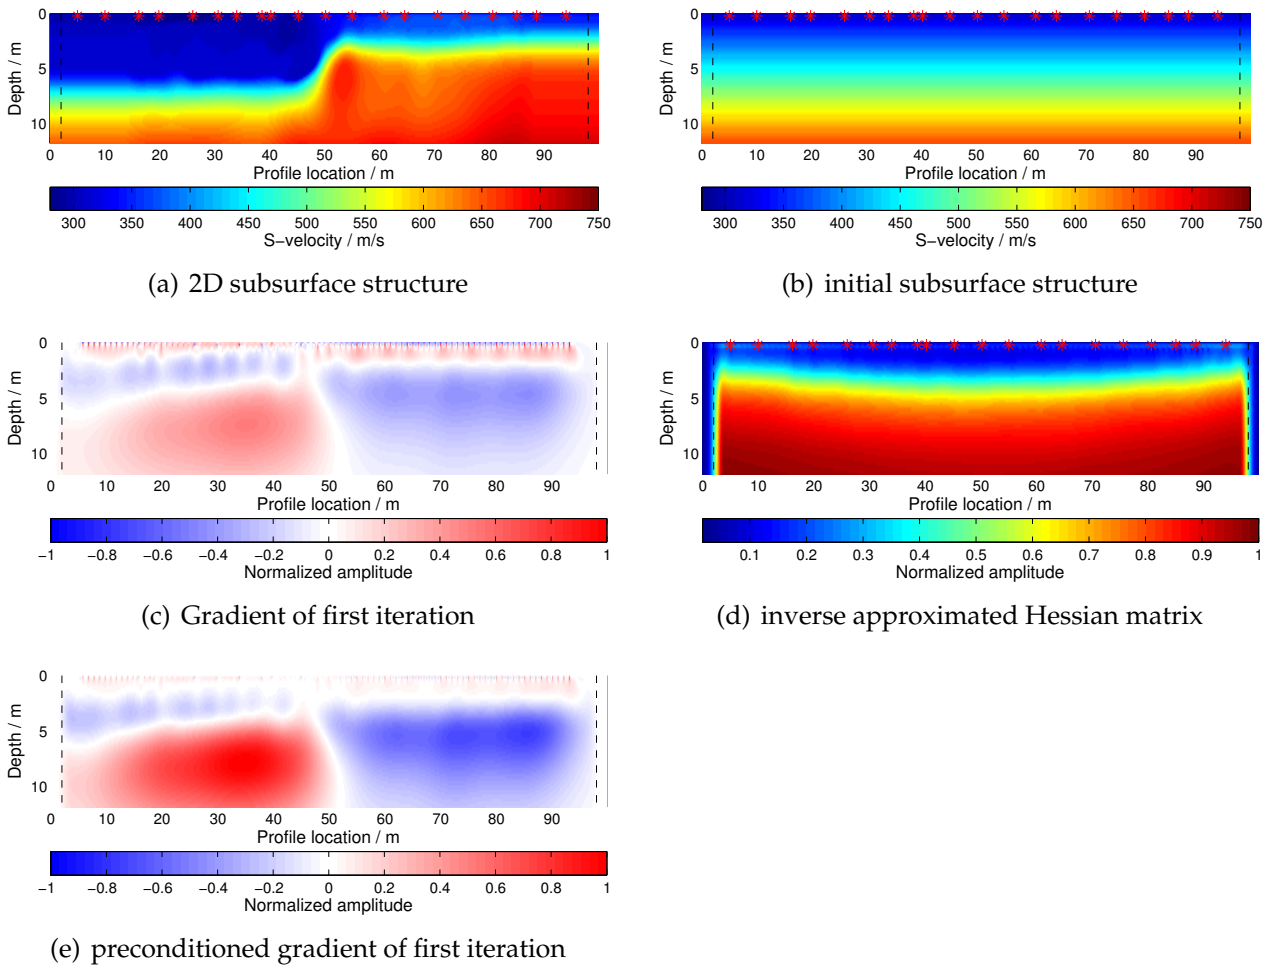 0
5
10
Depth / m
0 10 20 30 40 50 60 70 80 90
Profile location / m
300 350 400 450 500 550 600 650 700 750
S−velocity / m/s
(a) 2D subsurface structure
0
5
10
Depth / m
0 10 20 30 40 50 60 70 80 90
Profile location / m
300 350 400 450 500 550 600 650 700 750
S−velocity / m/s
(b) initial subsurface structure
0
5
10
Depth / m
0 10 20 30 40 50 60 70 80 90
Profile location / m
−1 −0.8 −0.6 −0.4 −0.2 0 0.2 0.4 0.6 0.8 1
Normalized amplitude
(c) Gradient of first iteration
0
5
10
Depth / m
0 10 20 30 40 50 60 70 80 90
Profile location / m
0.1 0.2 0.3 0.4 0.5 0.6 0.7 0.8 0.9 1
Normalized amplitude
(d) inverse approximated Hessian matrix
0
5
10
Depth / m
0 10 20 30 40 50 60 70 80 90
Profile location / m
−1 −0.8 −0.6 −0.4 −0.2 0 0.2 0.4 0.6 0.8 1
Normalized amplitude
(e) preconditioned gradient of first iteration